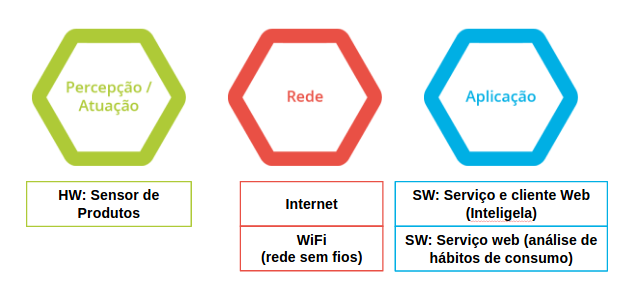 Percepção /
Atuação
Rede
Aplicação
HW: Sensor de
Produtos
Internet
WiFi
(rede sem fios)
SW: Serviço e cliente Web
(Inteligela)
SW: Serviço web (análise de
hábitos de consumo)